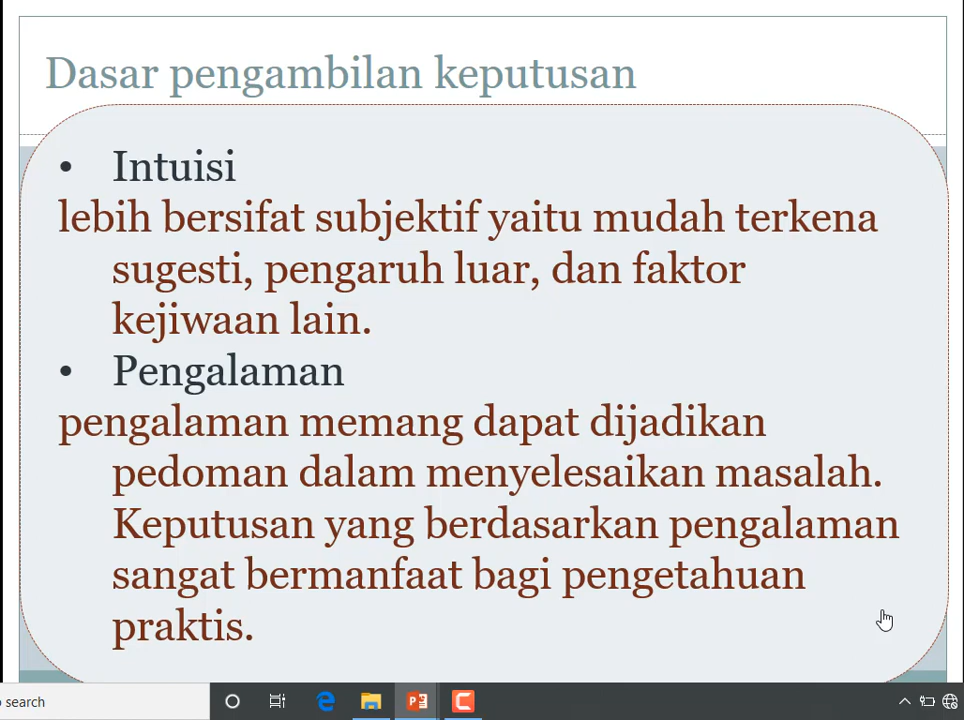 Dasar pengambilan keputusan
• Intuisi
lebih bersifat subjektif yaitu mudah terkena
sugesti, pengaruh luar, dan faktor
kejiwaan lain.
• Pengalaman
pengalaman memang dapat dijadikan
pedoman dalam menyelesaikan masalah.
Keputusan yang berdasarkan pengalaman
sangat bermanfaat bagi pengetahuan
praktis.
search